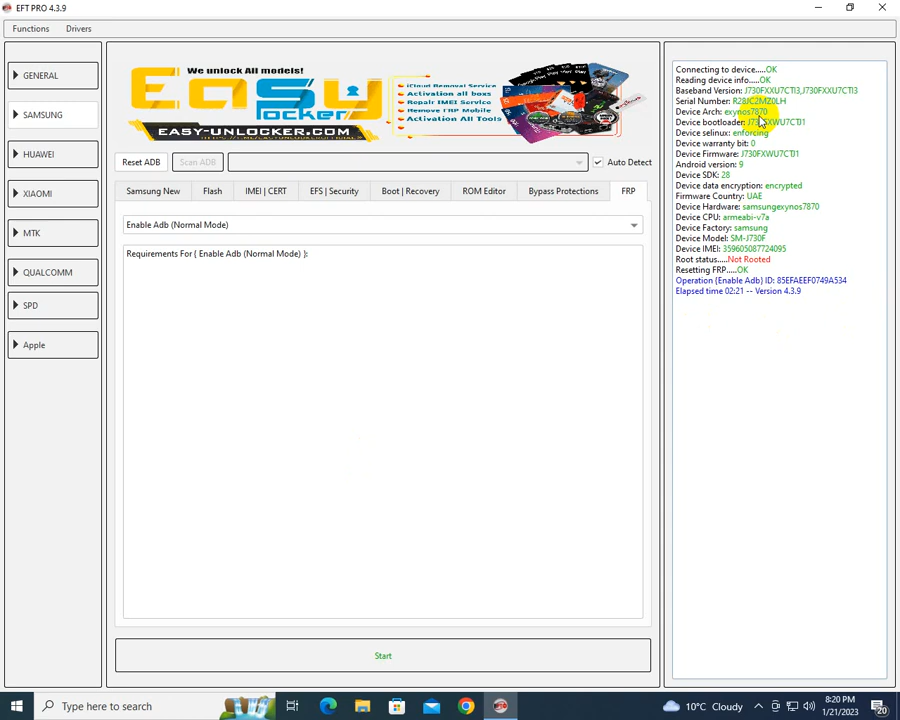 EFT PRO 4.3.9
Functions Drivers
GENERAL
SAMSUNG
HUAWEI
XIAOMI
MTK
QUALCOMM
SPD
Apple
We unlock All models!
Easy
nlocker.com
EASY-UNLOCKER.COM
iCloud Removal Service
Activation all boxes
Repair IMEI Service
Remove FRP Mobile
Activation All Tools
Reset ADB Scan ADB Auto Detect
Samsung New Flash IMEI | CERT EFS | Security Boot | Recovery ROM Editor Bypass Protections FRP
Enable Adb (Normal Mode)
Requirements For ( Enable Adb (Normal Mode) ):
Start
Connecting to device.....OK
Reading device info...OK
Baseband Version: J730FXXU7CTI3,J730FXXU7CTI3
Serial Number: R28JC2MZ0LH
Device Arch: exynos7870
Device bootloader: J730FXWU7CTJ1
Device selinux: enforcing
Device warranty bit: 0
Device Firmware: J730FXWU7CTJ1
Android version: 9
Device SDK: 28
Device data encryption: encrypted
Firmware Country: UAE
Device Hardware: samsungexynos7870
Device CPU: armeabi-v7a
Device Factory: samsung
Device Model: SM-J730F
Device IMEI: 359605087724095
Root status.....Not Rooted
Resetting FRP.....OK
Operation {Enable Adb} ID: 85EFAEEF0749A534
Elapsed time 02:21 -- Version 4.3.9
Type here to search
10°C Cloudy
8:20 PM
1/21/2023
20